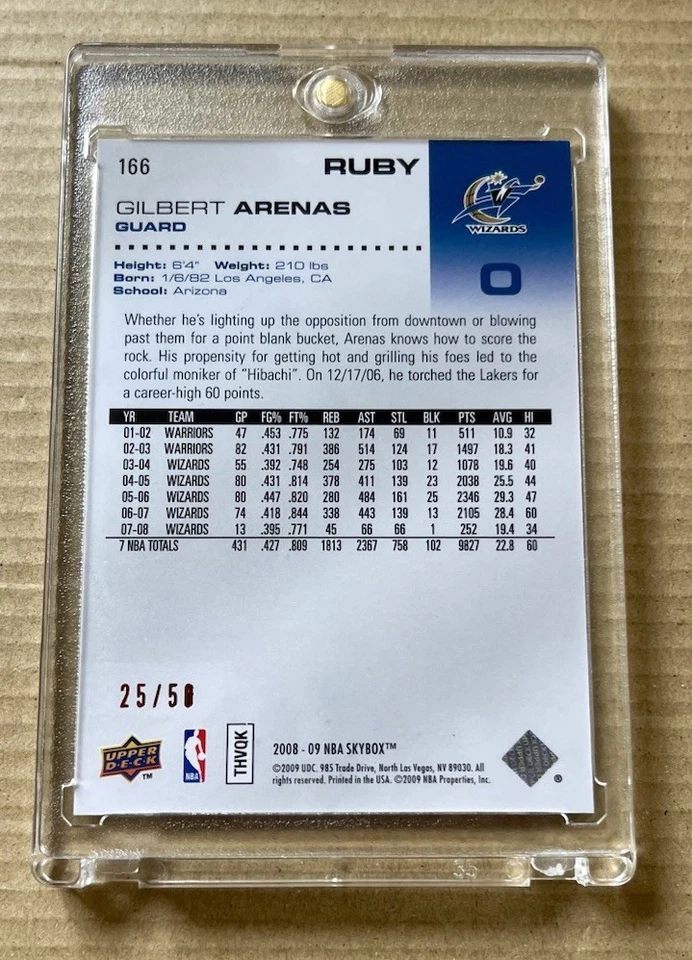 166 RUBY
GILBERT ARENAS
GUARD
WIZARDS
0
Height: 6'4" Weight: 210 lbs
Born: 1/6/82 Los Angeles, CA
School: Arizona
Whether he's lighting up the opposition from downtown or blowing
past them for a point blank bucket, Arenas knows how to score the
rock. His propensity for getting hot and grilling his foes led to the
colorful moniker of "Hibachi". On 12/17/06, he torched the Lakers for
a career-high 60 points.
YR TEAM GP FG% FT% REB AST STL BLK PTS AVG HI
01-02 WARRIORS 47 .453 .775 132 174 69 11 511 10.9 32
02-03 WARRIORS 82 .431 .791 386 514 124 17 1497 18.3 41
03-04 WIZARDS 55 .392 .748 254 275 103 12 1078 19.6 40
04-05 WIZARDS 80 .431 .814 378 411 139 23 2038 25.5 44
05-06 WIZARDS 80 .447 .820 280 484 161 25 2346 29.3 47
06-07 WIZARDS 74 .418 .844 338 443 139 13 2105 28.4 60
07-08 WIZARDS 13 .395 .771 45 66 66 1 252 19.4 34
7 NBA TOTALS 431 .427 .809 1813 2367 758 102 9827 22.8 60
25/50
UPPER DECK™
NBA
THVQK
2008 - 09 NBA SKYBOX™
©2009 UDC. 985 Trade Drive, North Las Vegas, NV 89030. All
rights reserved. Printed in the USA. ©2009 NBA Properties, Inc.
®
35